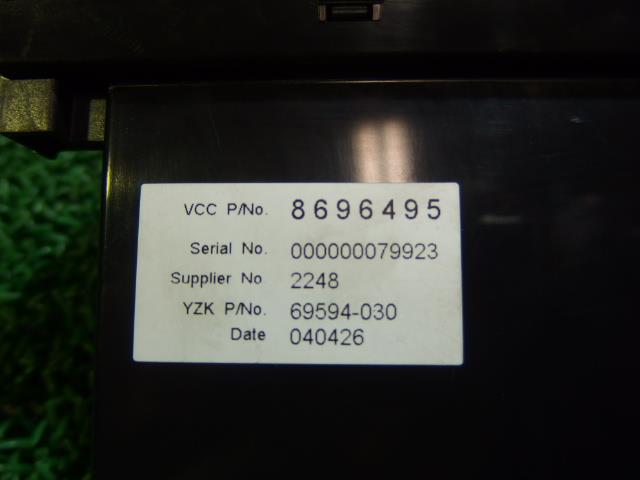 VCC P/No. 8696495
Serial No. 000000079923
Supplier No 2248
YZK P/No. 69594-030
Date 040426